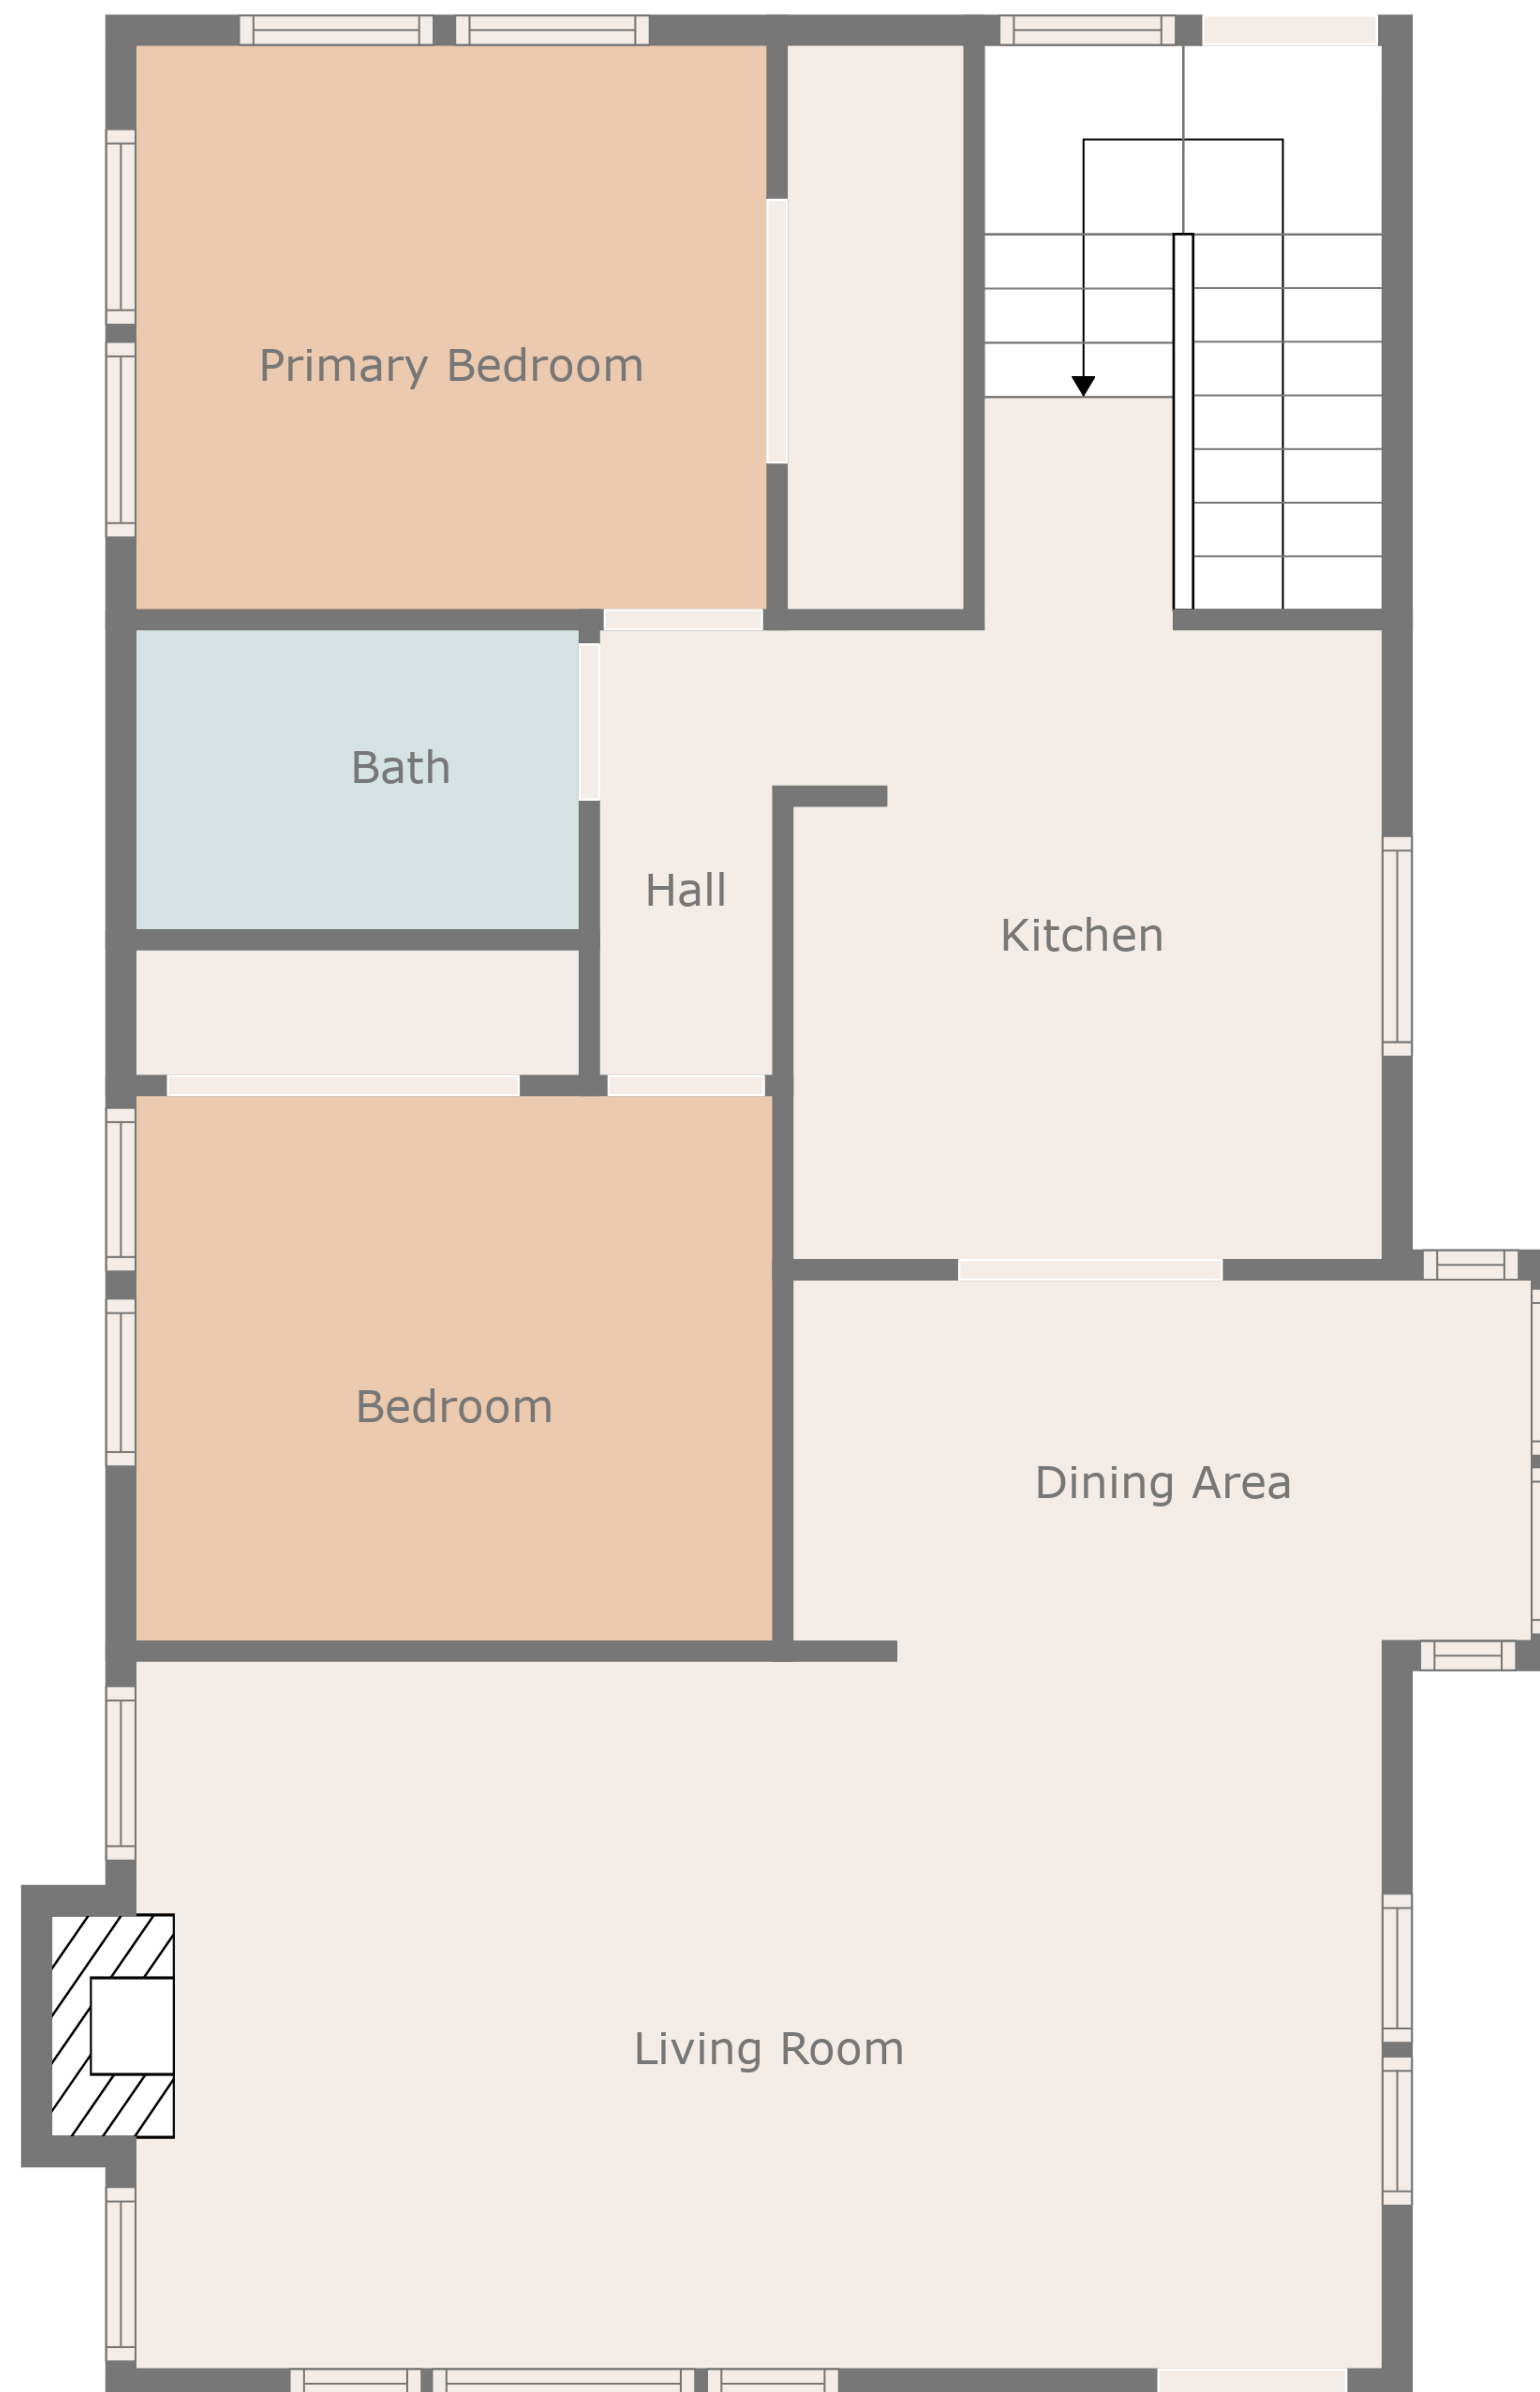 Primary Bedroom
Bath
Hall
Kitchen
Bedroom
Dining Area
Living Room